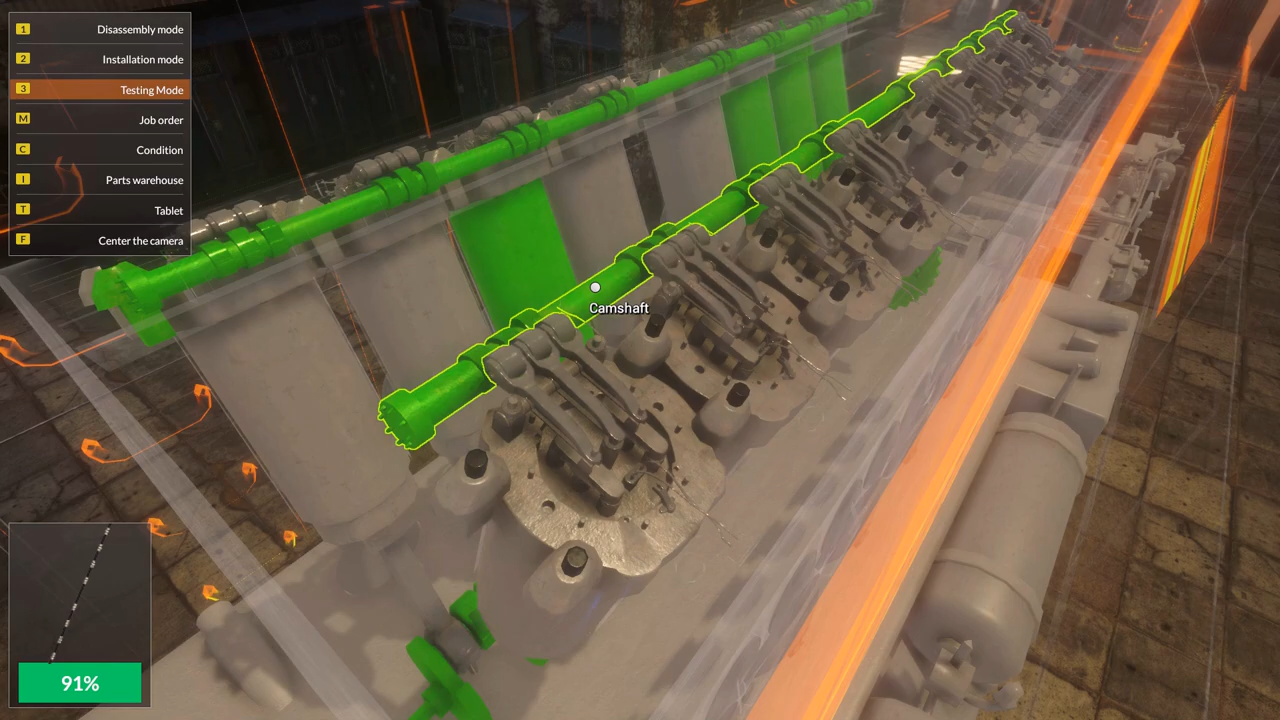 1 Disassembly mode
2 Installation mode
3 Testing Mode
M Job order
C Condition
I Parts warehouse
T Tablet
F Center the camera
Camshaft
91%